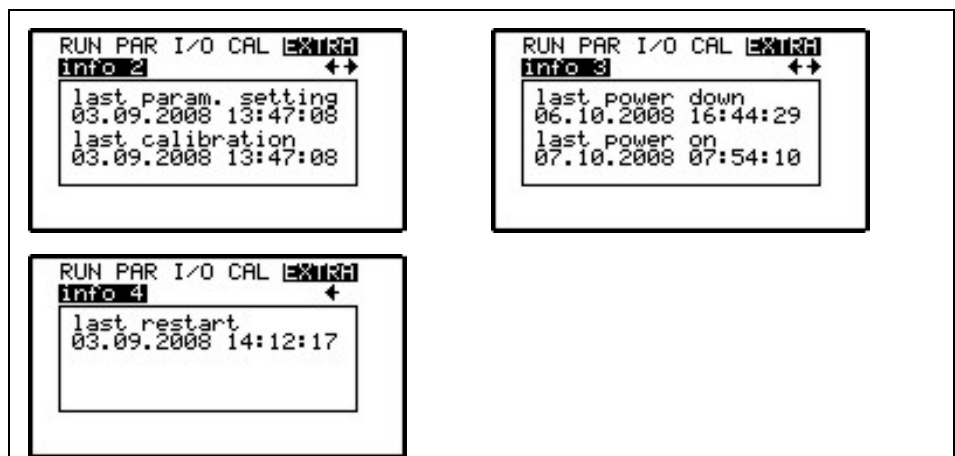 RUN PAR I/O CAL EXTRA
info 2
last param. setting
03.09.2008 13:47:08
last calibration
03.09.2008 13:47:08
RUN PAR I/O CAL EXTRA
info 3
last power down
06.10.2008 16:44:29
last power on
07.10.2008 07:54:10
RUN PAR I/O CAL EXTRA
info 4
last restart
03.09.2008 14:12:17